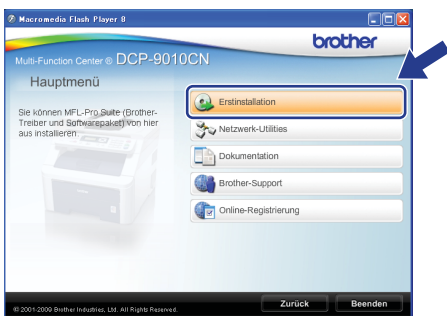 Macromedia Flash Player 8
brother
Multi-Function Center ® DCP-9010CN
Hauptmenü
Sie können MFL-Pro Suite (Brother-
Treiber und Softwarepaket) von hier
aus installieren.
Erstinstallation
Netzwerk-Utilities
Dokumentation
Brother-Support
Online-Registrierung
© 2001-2009 Brother Industries, Ltd. All Rights Reserved.
Zurück
Beenden